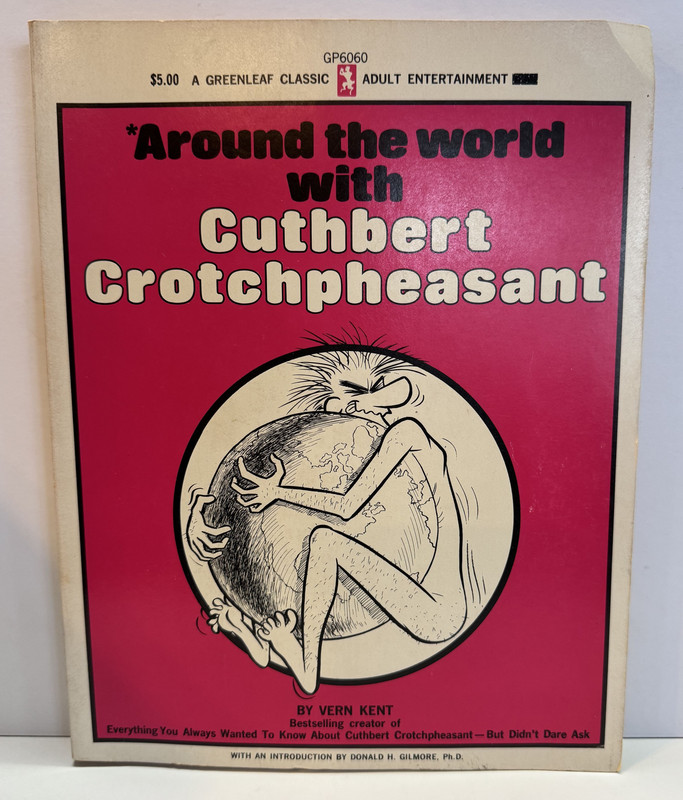 GP6060
$5.00 A GREENLEAF CLASSIC ADULT ENTERTAINMENT
*Around the world
with
Cuthbert
Crotchpheasant
BY VERN KENT
Bestselling creator of
Everything You Always Wanted To Know About Cuthbert Crotchpheasant—But Didn't Dare Ask
WITH AN INTRODUCTION BY DONALD H. GILMORE, Ph.D.